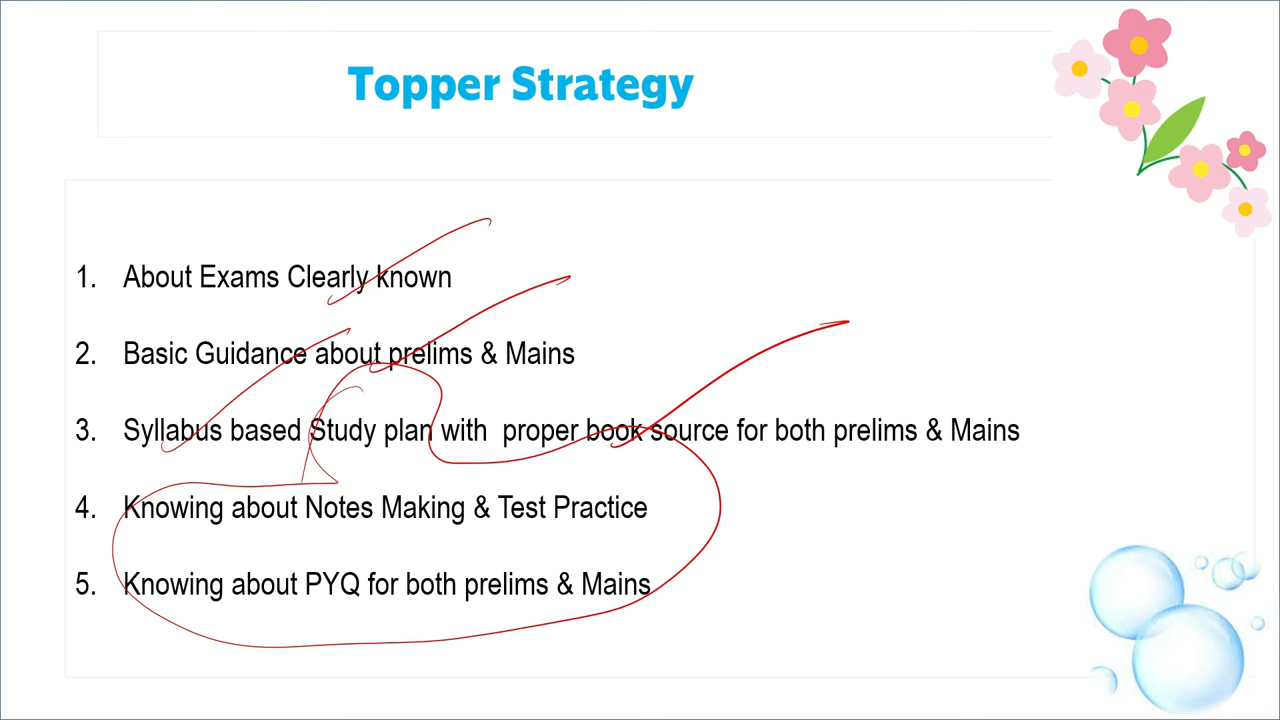 Topper Strategy
1. About Exams Clearly known
2. Basic Guidance about prelims & Mains
3. Syllabus based Study plan with proper book source for both prelims & Mains
4. Knowing about Notes Making & Test Practice
5. Knowing about PYQ for both prelims & Mains